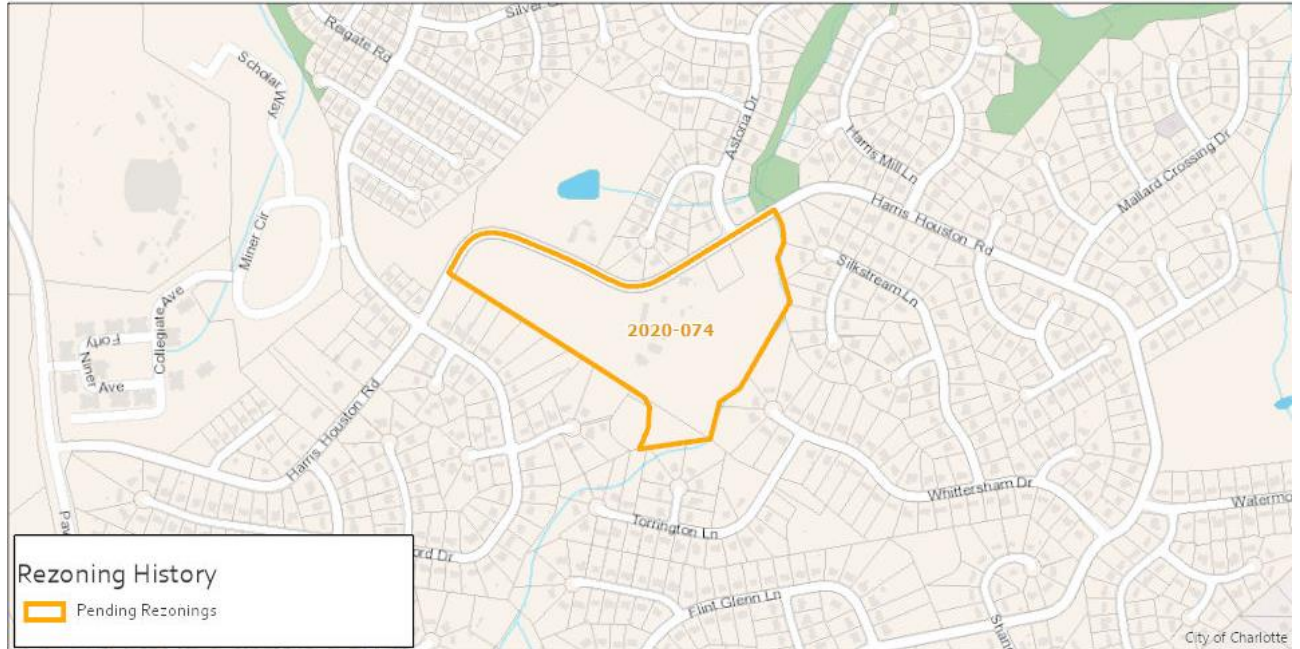 Silver
Reigate Rd
Scholar Way
Astoria Dr
Harris Mill Ln
Mallard Crossing Dr
Miner Cir
Harris Houston Rd
Silkstream Ln
Collegiate Ave
Forty
Niner
Ave
2020-074
Harris Houston Rd
Whittersham Dr
Torrington Ln
ord Dr
Flint Glenn Ln
Rezoning History
Pending Rezonings
City of Charlotte